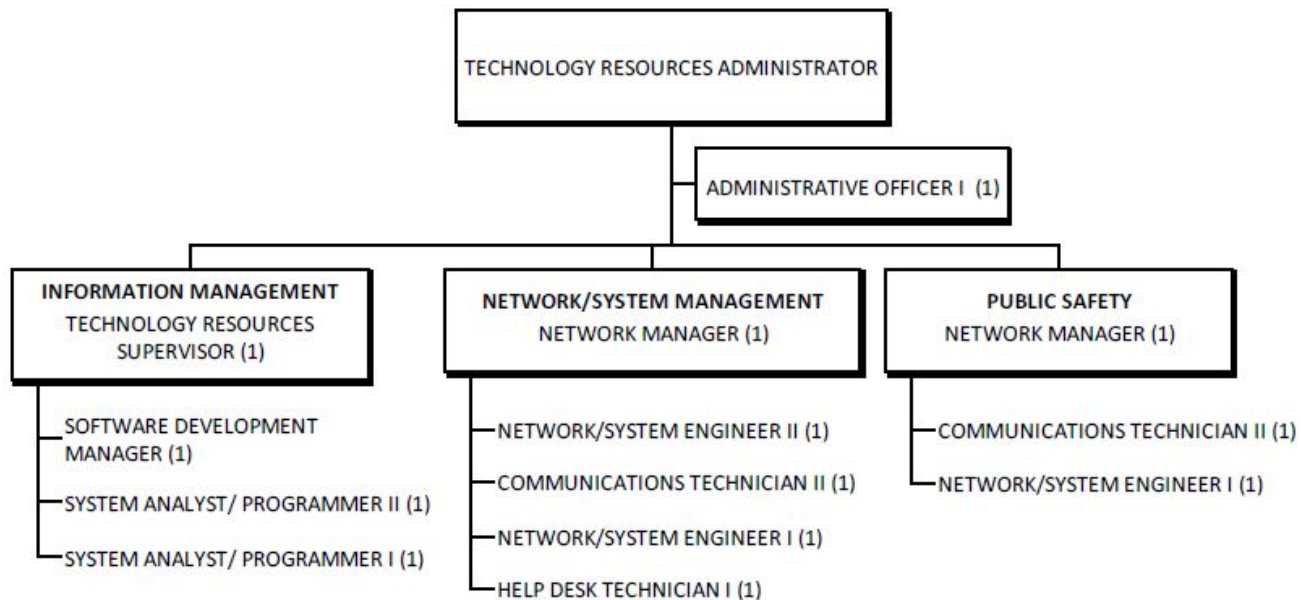 TECHNOLOGY RESOURCES ADMINISTRATOR
ADMINISTRATIVE OFFICER I (1)
INFORMATION MANAGEMENT
TECHNOLOGY RESOURCES
SUPERVISOR (1)
SOFTWARE DEVELOPMENT
MANAGER (1)
SYSTEM ANALYST/ PROGRAMMER II (1)
SYSTEM ANALYST/ PROGRAMMER I (1)
NETWORK/SYSTEM MANAGEMENT
NETWORK MANAGER (1)
NETWORK/SYSTEM ENGINEER II (1)
COMMUNICATIONS TECHNICIAN II (1)
NETWORK/SYSTEM ENGINEER I (1)
HELP DESK TECHNICIAN I (1)
PUBLIC SAFETY
NETWORK MANAGER (1)
COMMUNICATIONS TECHNICIAN II (1)
NETWORK/SYSTEM ENGINEER I (1)